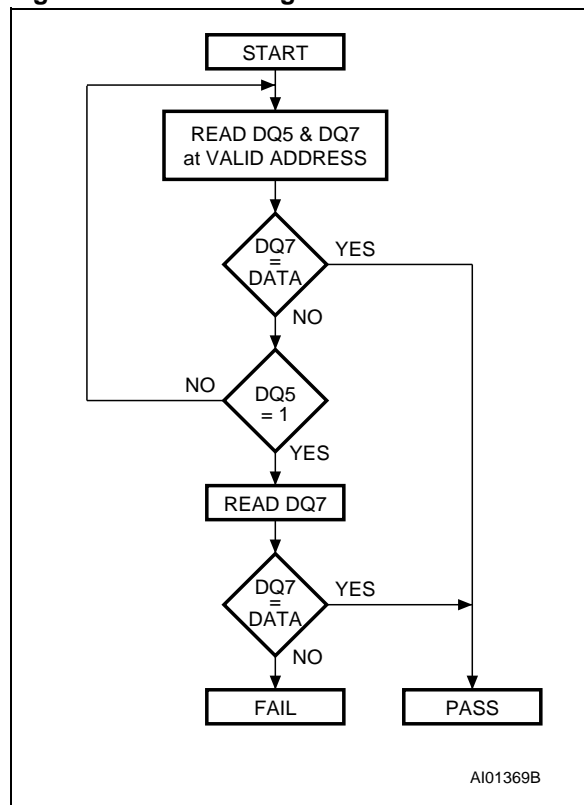 START
READ DQ5 & DQ7
at VALID ADDRESS
DQ7
=
DATA
YES
NO
DQ5
= 1
NO
YES
READ DQ7
DQ7
=
DATA
YES
NO
FAIL
PASS
AI01369B